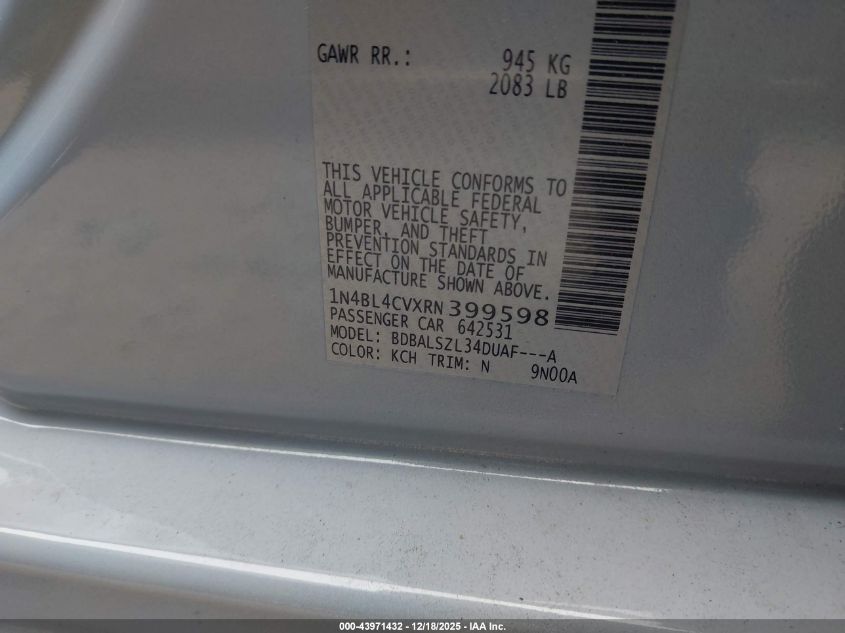 GAWR RR.: 945 KG
2083 LB
THIS VEHICLE CONFORMS TO
ALL APPLICABLE FEDERAL
MOTOR VEHICLE SAFETY,
BUMPER, AND THEFT
PREVENTION STANDARDS IN
EFFECT ON THE DATE OF
MANUFACTURE SHOWN ABOVE.
1N4BL4CVXRN399598
PASSENGER CAR 642531
MODEL: BDBALSZL34DUAF---A
COLOR: KCH TRIM: N 9N00A
000-43971432 - 12/18/2025 - IAA Inc.